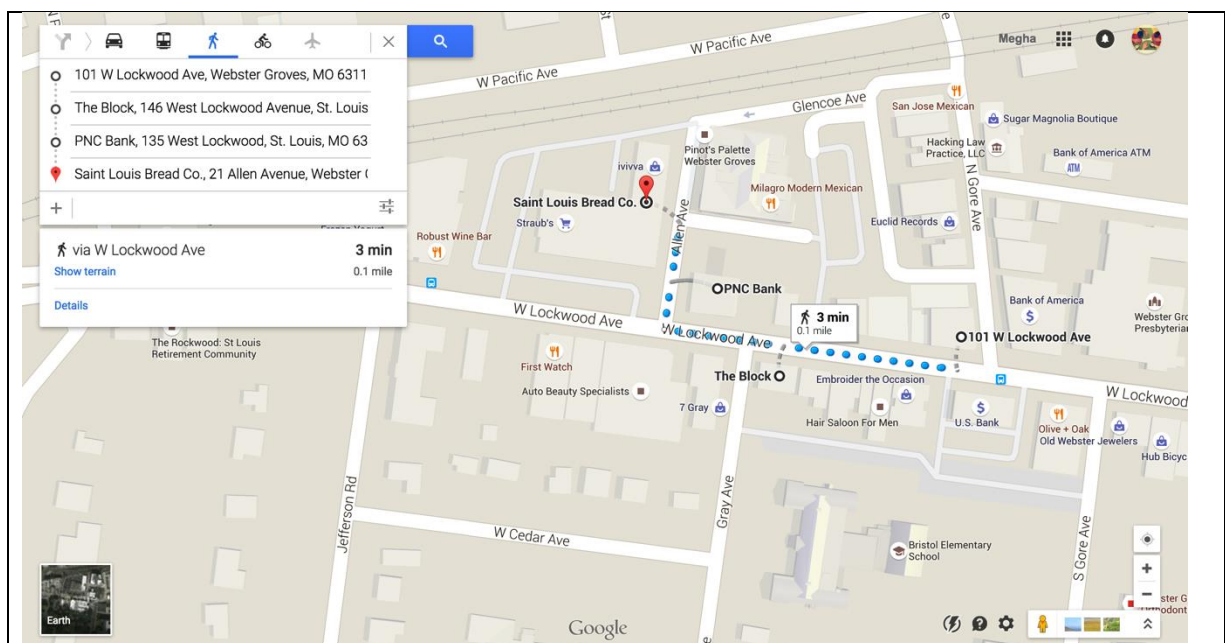 101 W Lockwood Ave, Webster Groves, MO 6311
The Block, 146 West Lockwood Avenue, St. Louis
PNC Bank, 135 West Lockwood, St. Louis, MO 63
Saint Louis Bread Co., 21 Allen Avenue, Webster (
via W Lockwood Ave
3 min
Show terrain
0.1 mile
Details
W Pacific Ave
W Pacific Ave
Megha
Glencoe Ave
San Jose Mexican
Sugar Magnolia Boutique
Pinot's Palette
Webster Groves
Hacking Law
Practice, LLC
Bank of America ATM
ATM
N Gore Ave
ivivva
Milagro Modern Mexican
Saint Louis Bread Co.
Straub's
Allen Ave
Euclid Records
Robust Wine Bar
PNC Bank
W Lockwood Ave
W Lockwood Ave
3 min
0.1 mile
Bank of America
Webster Gro
Presbyterian
101 W Lockwood Ave
The Rockwood: St Louis
Retirement Community
First Watch
The Block
Embroider the Occasion
Auto Beauty Specialists
7 Gray
Hair Saloon For Men
U.S. Bank
W Lockwood
Olive + Oak
Old Webster Jewelers
Hub Bicyc
Jefferson Rd
Gray Ave
W Cedar Ave
Bristol Elementary
School
S Gore Ave
Earth
Google